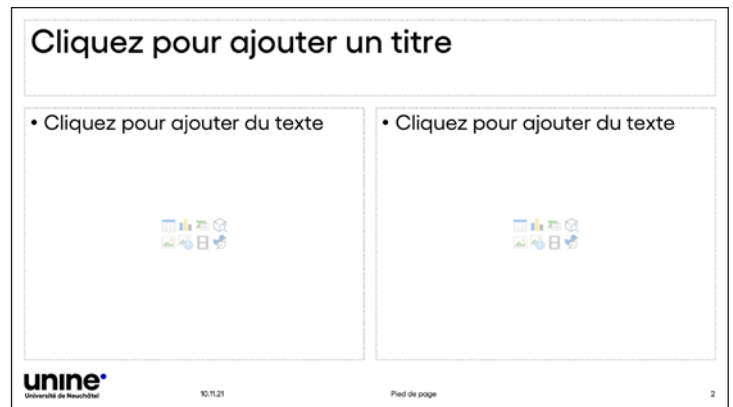 Cliquez pour ajouter un titre
• Cliquez pour ajouter du texte
• Cliquez pour ajouter du texte
unine
Université de Neuchâtel
10.11.21
Pied de page
2